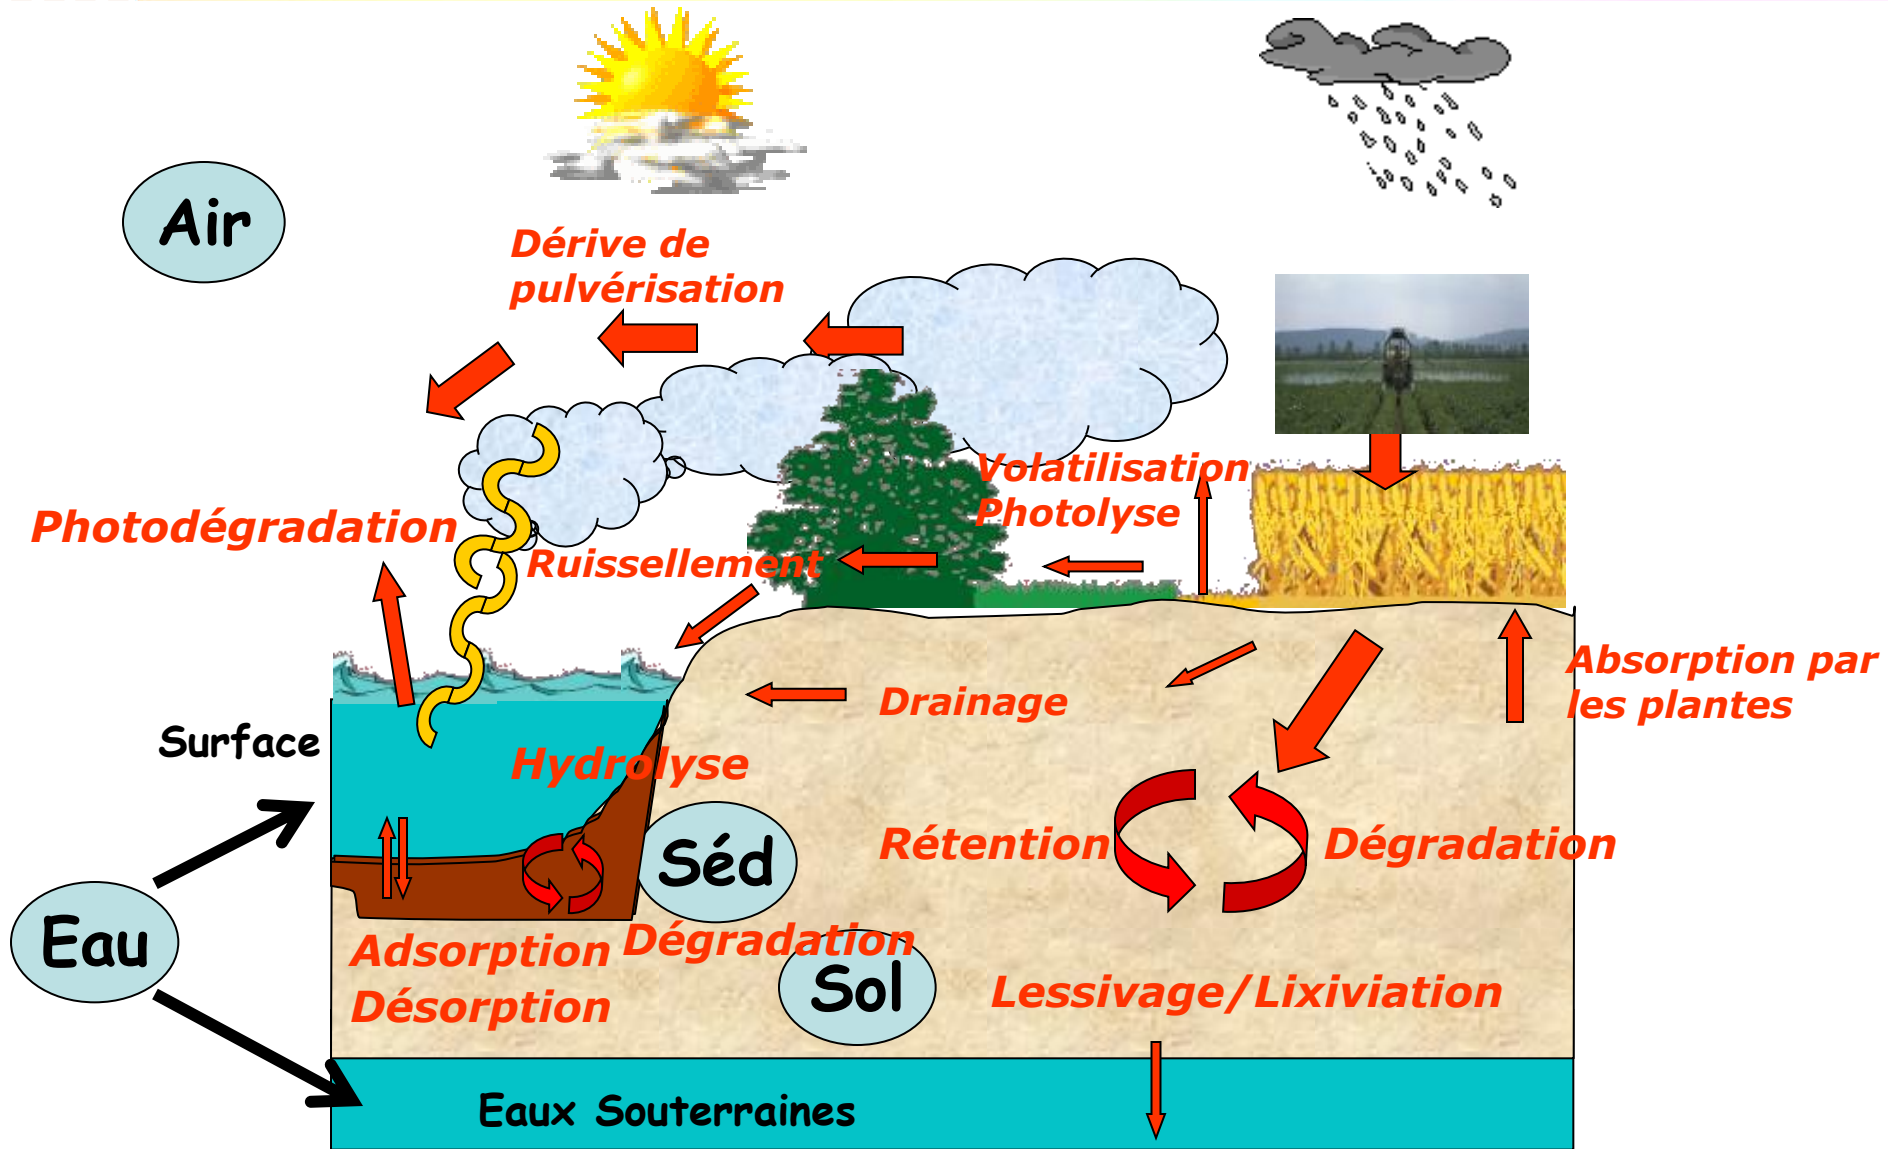 Air
Dérive de
pulvérisation
Volatilisation
Photolyse
Photodégradation
Ruissellement
Absorption par
les plantes
Drainage
Surface
Hydrolyse
Rétention
Dégradation
Séd
Eau
Adsorption
Désorption
Dégradation
Sol
Lessivage/Lixiviation
Eaux Souterraines